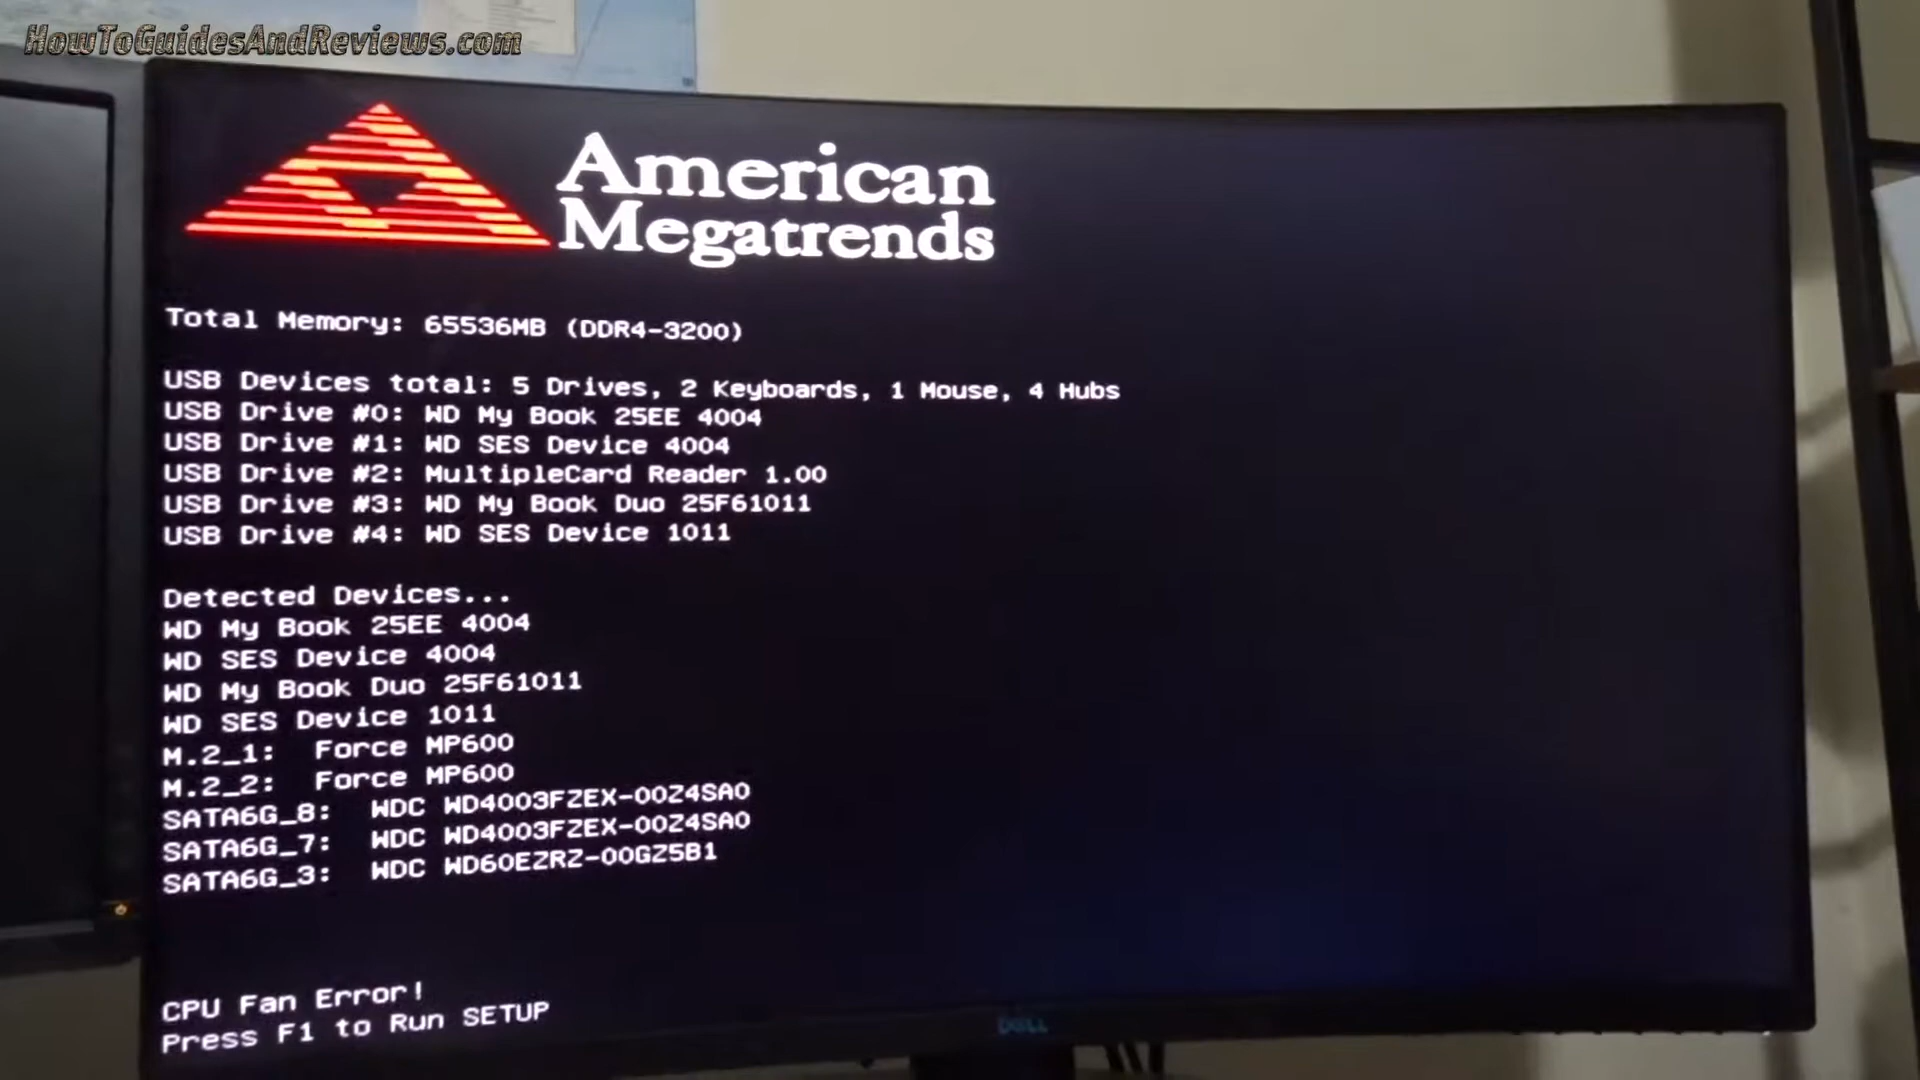 HowToGuidesAndReviews.com
American
Megatrends
Total Memory: 65536MB (DDR4-3200)
USB Devices total: 5 Drives, 2 Keyboards, 1 Mouse, 4 Hubs
USB Drive #0: WD My Book 25EE 4004
USB Drive #1: WD SES Device 4004
USB Drive #2: MultipleCard Reader 1.00
USB Drive #3: WD My Book Duo 25F61011
USB Drive #4: WD SES Device 1011
Detected Devices...
WD My Book 25EE 4004
WD SES Device 4004
WD My Book Duo 25F61011
WD SES Device 1011
M.2_1: Force MP600
M.2_2: Force MP600
SATA6G_8: WDC WD4003FZEX-00Z4SA0
SATA6G_7: WDC WD4003FZEX-00Z4SA0
SATA6G_3: WDC WD60EZRZ-00GZ5B1
CPU Fan Error!
Press F1 to Run SETUP
DELL